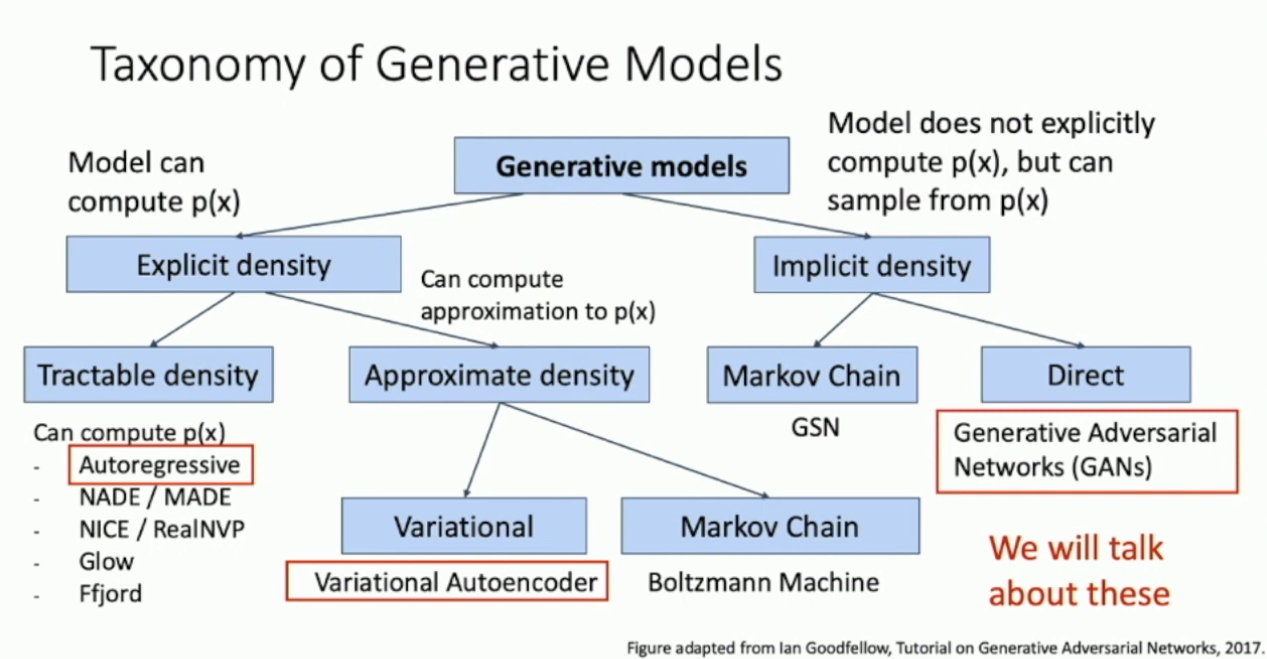 Taxonomy of Generative Models
Model can
compute p(x)
Generative models
Model does not explicitly
compute p(x), but can
sample from p(x)
Explicit density
Can compute
approximation to p(x)
Implicit density
Tractable density
Approximate density
Markov Chain
Direct
Can compute p(x)
- Autoregressive
- NADE / MADE
- NICE / RealNVP
- Glow
- Ffjord
GSN
Generative Adversarial
Networks (GANs)
Variational
Markov Chain
Variational Autoencoder
Boltzmann Machine
We will talk
about these
Figure adapted from Ian Goodfellow, Tutorial on Generative Adversarial Networks, 2017.